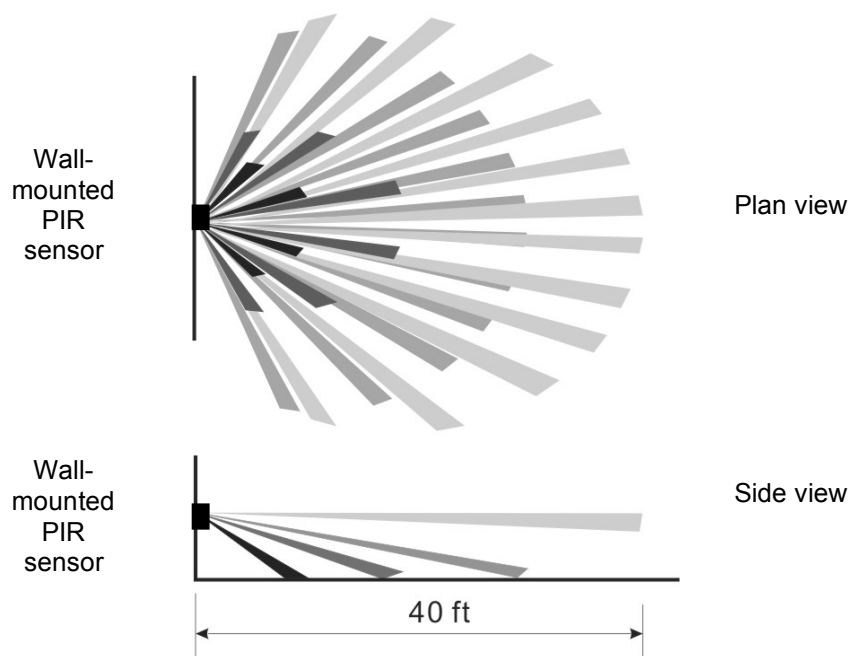 Wall-
mounted
PIR
sensor
Plan view
Wall-
mounted
PIR
sensor
Side view
40 ft